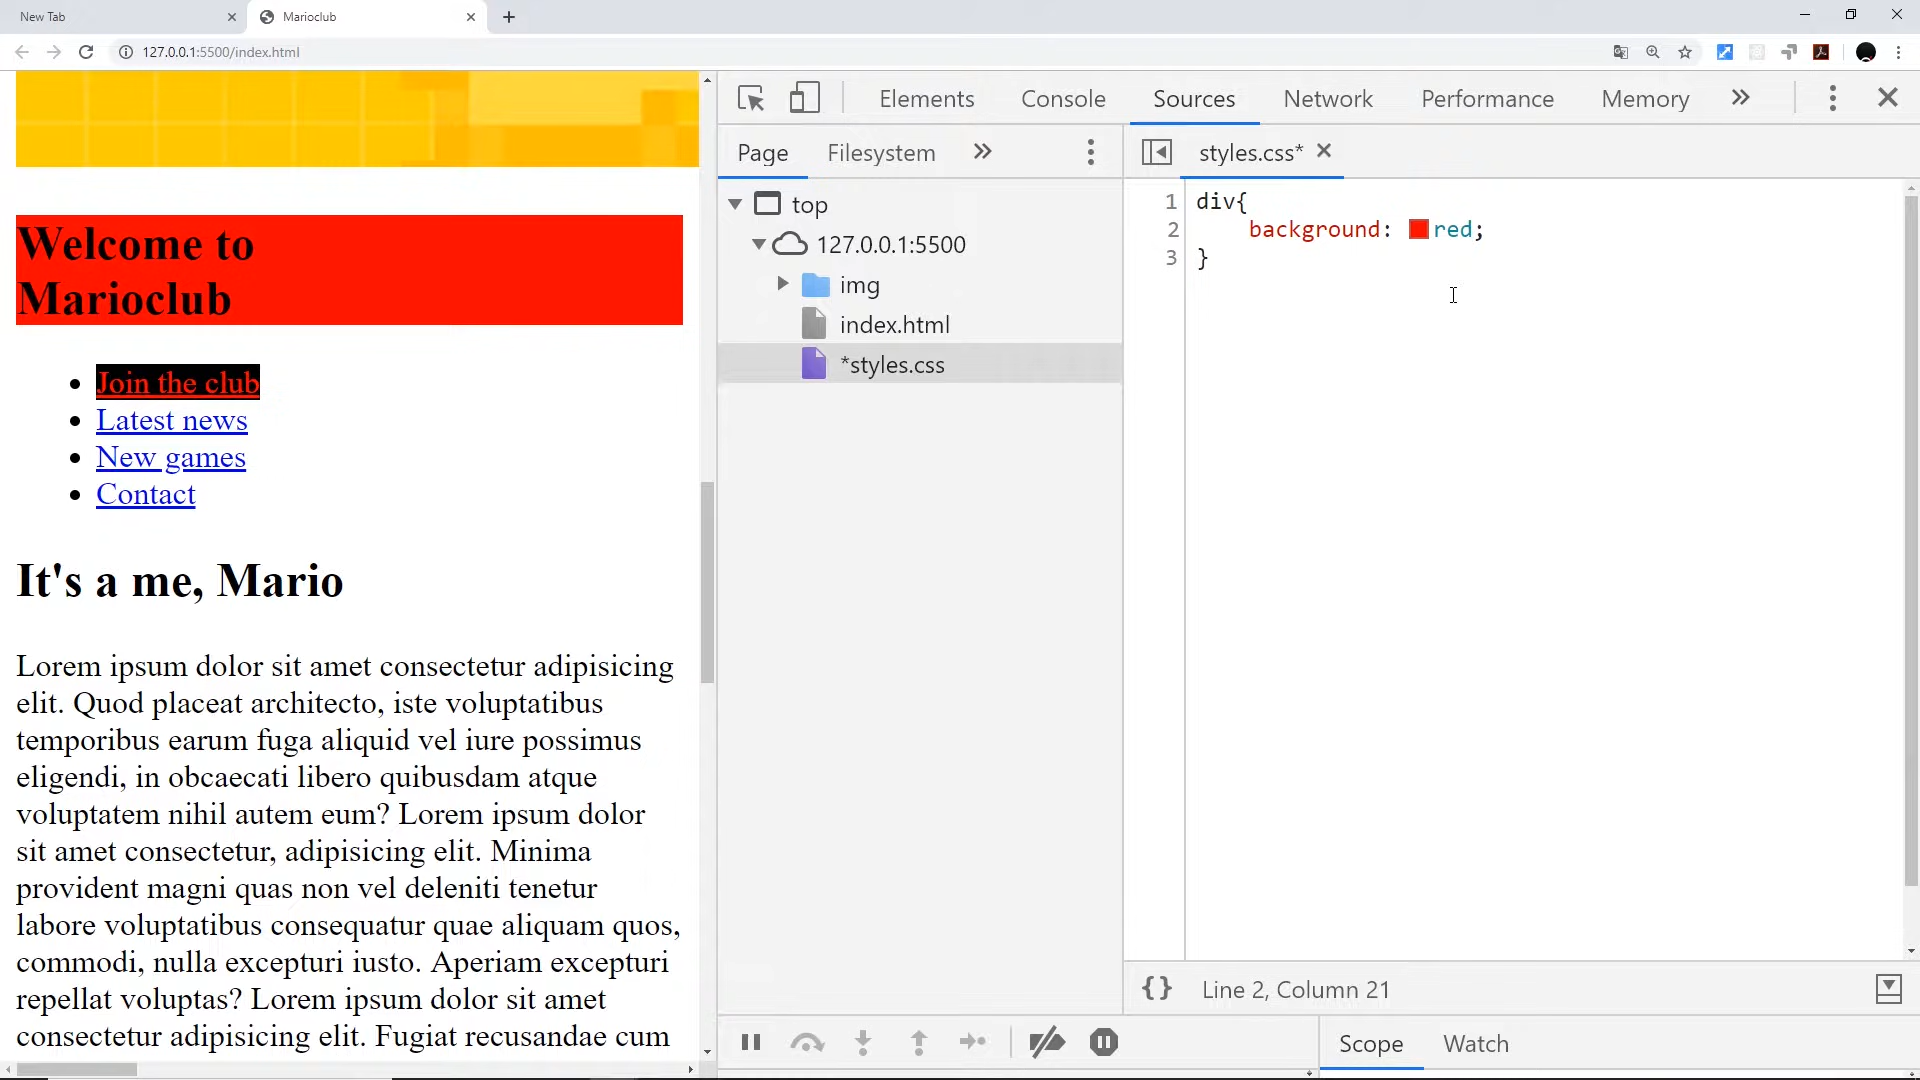 New Tab
Marioclub
127.0.0.1:5500/index.html
Welcome to
Marioclub
Join the club
Latest news
New games
Contact
It's a me, Mario
Lorem ipsum dolor sit amet consectetur adipisicing
elit. Quod placeat architecto, iste voluptatibus
temporibus earum fuga aliquid vel iure possimus
eligendi, in obcaecati libero quibusdam atque
voluptatem nihil autem eum? Lorem ipsum dolor
sit amet consectetur, adipisicing elit. Minima
provident magni quas non vel deleniti tenetur
labore voluptatibus consequatur quae aliquam quos,
commodi, nulla excepturi iusto. Aperiam excepturi
repellat voluptas? Lorem ipsum dolor sit amet
consectetur adipisicing elit. Fugiat recusandae cum
Elements Console Sources Network Performance Memory
Page Filesystem
top
127.0.0.1:5500
img
index.html
*styles.css
styles.css*
1 div{
2 background: red;
3 }
{} Line 2, Column 21
Scope Watch